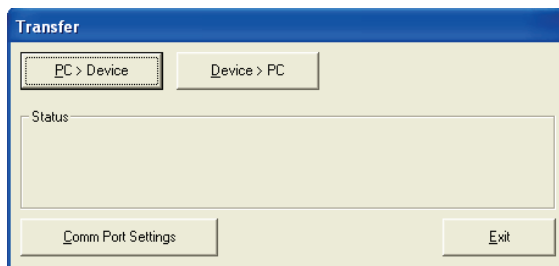 Transfer
PC > Device
Device > PC
Status
Comm Port Settings
Exit